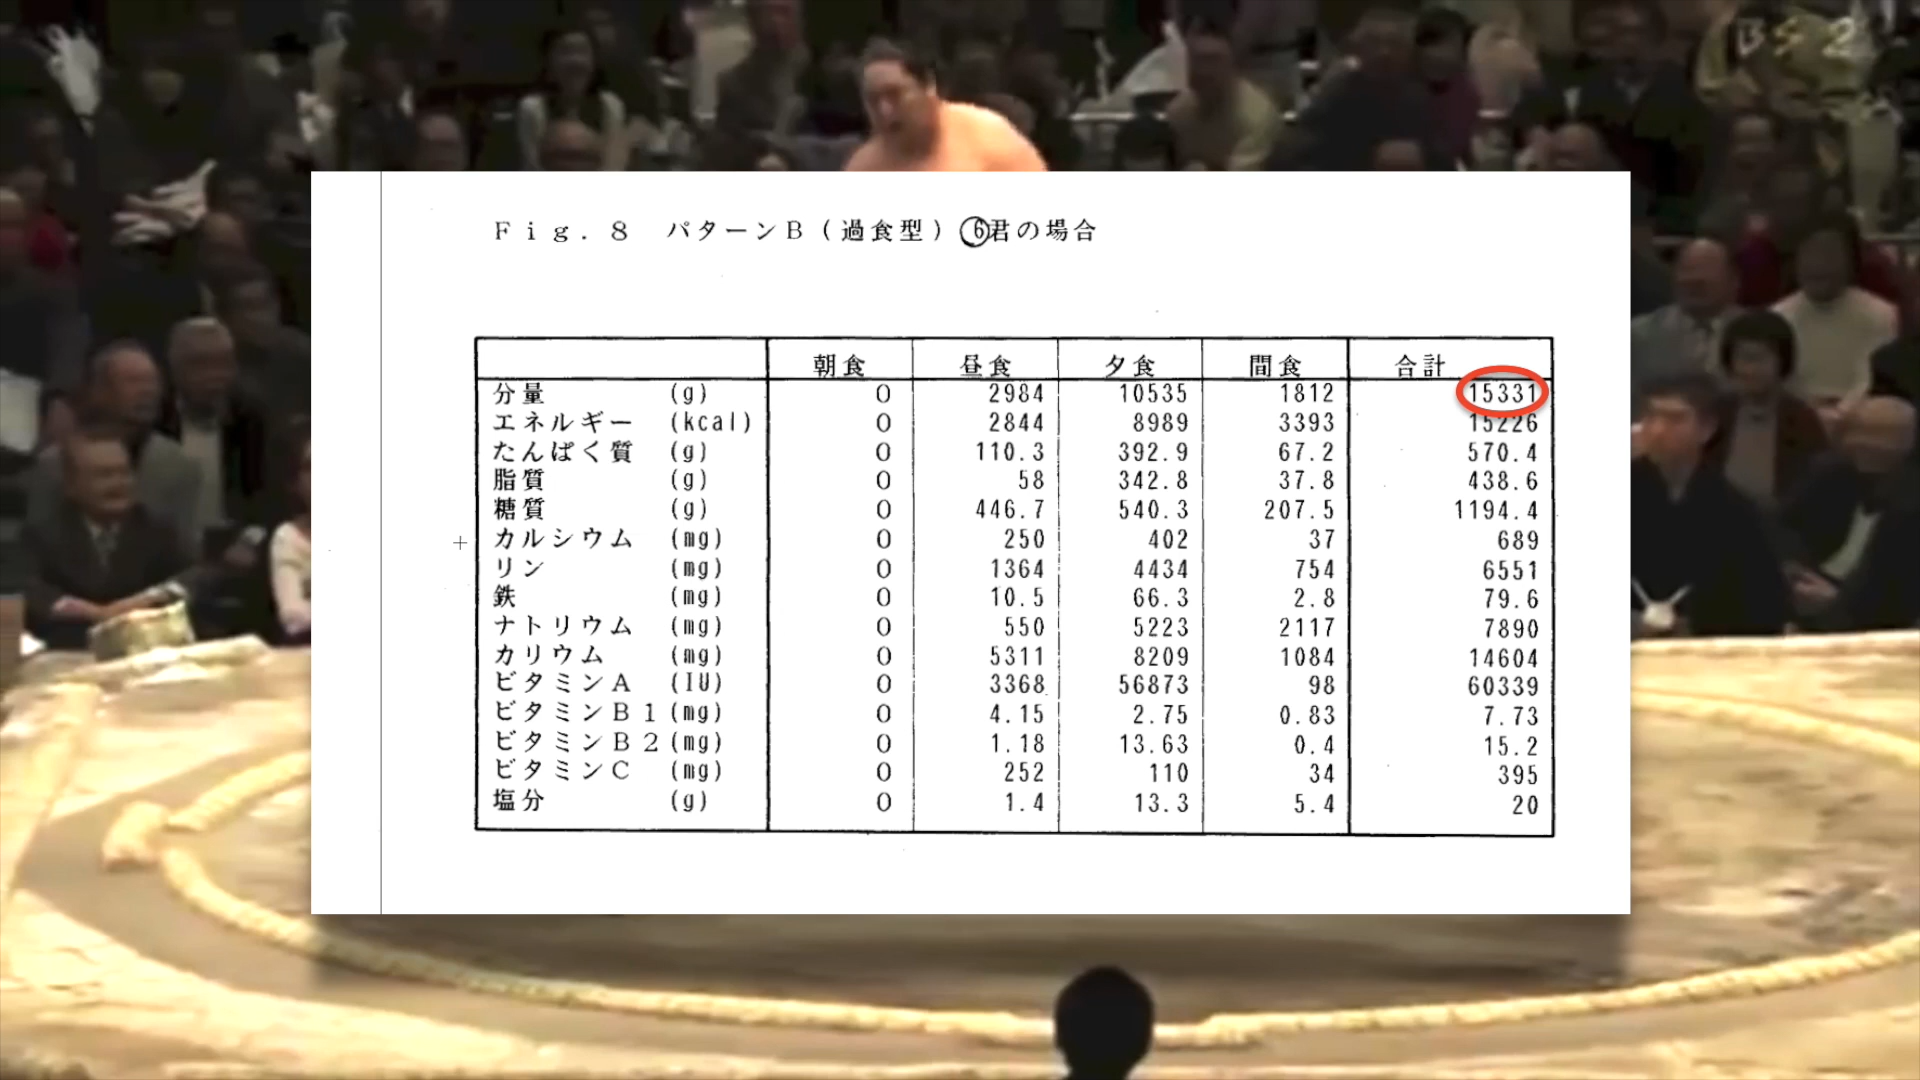 BS2
Fig.8 パターンB(過食型)⑥君の場合
朝食 昼食 夕食 間食 合計
分量 (g) 0 2984 10535 1812 15331
エネルギー (kcal) 0 2844 8989 3393 15226
たんぱく質 (g) 0 110.3 392.9 67.2 570.4
脂質 (g) 0 58 342.8 37.8 438.6
糖質 (g) 0 446.7 540.3 207.5 1194.4
カルシウム (mg) 0 250 402 37 689
リン (mg) 0 1364 4434 754 6551
鉄 (mg) 0 10.5 66.3 2.8 79.6
ナトリウム (mg) 0 550 5223 2117 7890
カリウム (mg) 0 5311 8209 1084 14604
ビタミンA (IU) 0 3368 56873 98 60339
ビタミンB1 (mg) 0 4.15 2.75 0.83 7.73
ビタミンB2 (mg) 0 1.18 13.63 0.4 15.2
ビタミンC (mg) 0 252 110 34 395
塩分 (g) 0 1.4 13.3 5.4 20